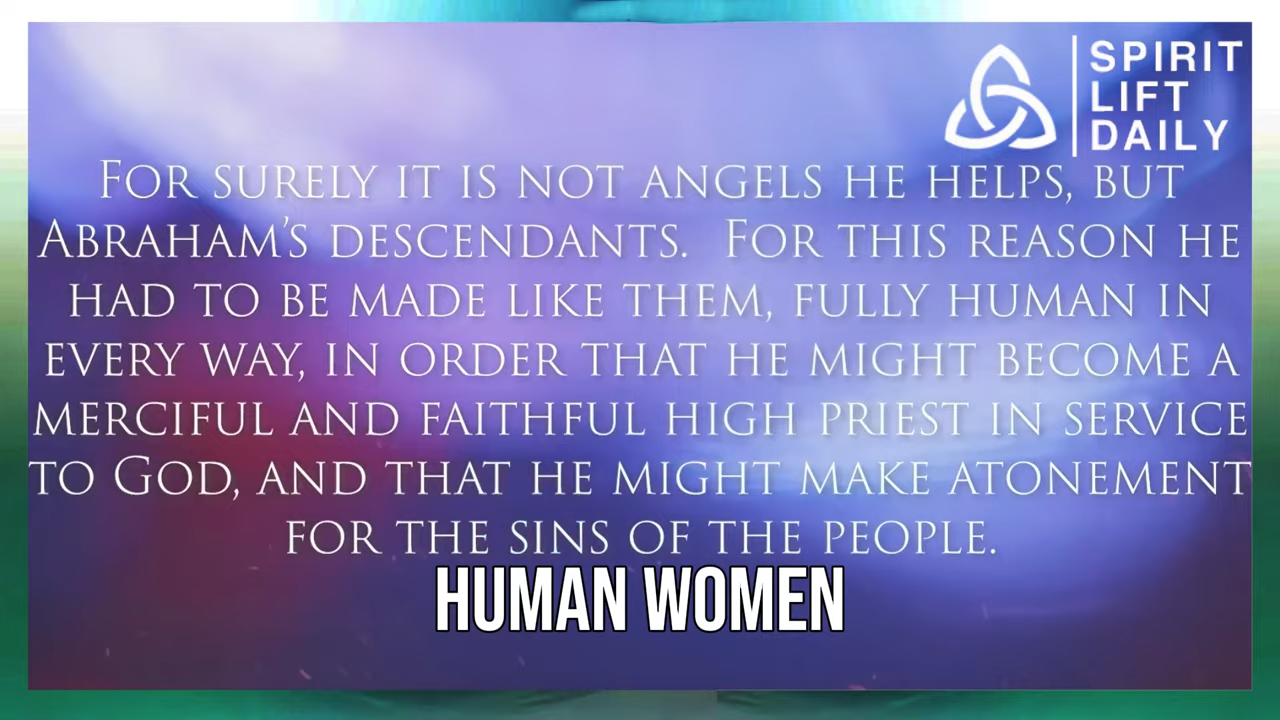 SPIRIT
LIFT
DAILY
FOR SURELY IT IS NOT ANGELS HE HELPS, BUT
ABRAHAM'S DESCENDANTS. FOR THIS REASON HE
HAD TO BE MADE LIKE THEM, FULLY HUMAN IN
EVERY WAY, IN ORDER THAT HE MIGHT BECOME A
MERCIFUL AND FAITHFUL HIGH PRIEST IN SERVICE
TO GOD, AND THAT HE MIGHT MAKE ATONEMENT
FOR THE SINS OF THE PEOPLE.
HUMAN WOMEN